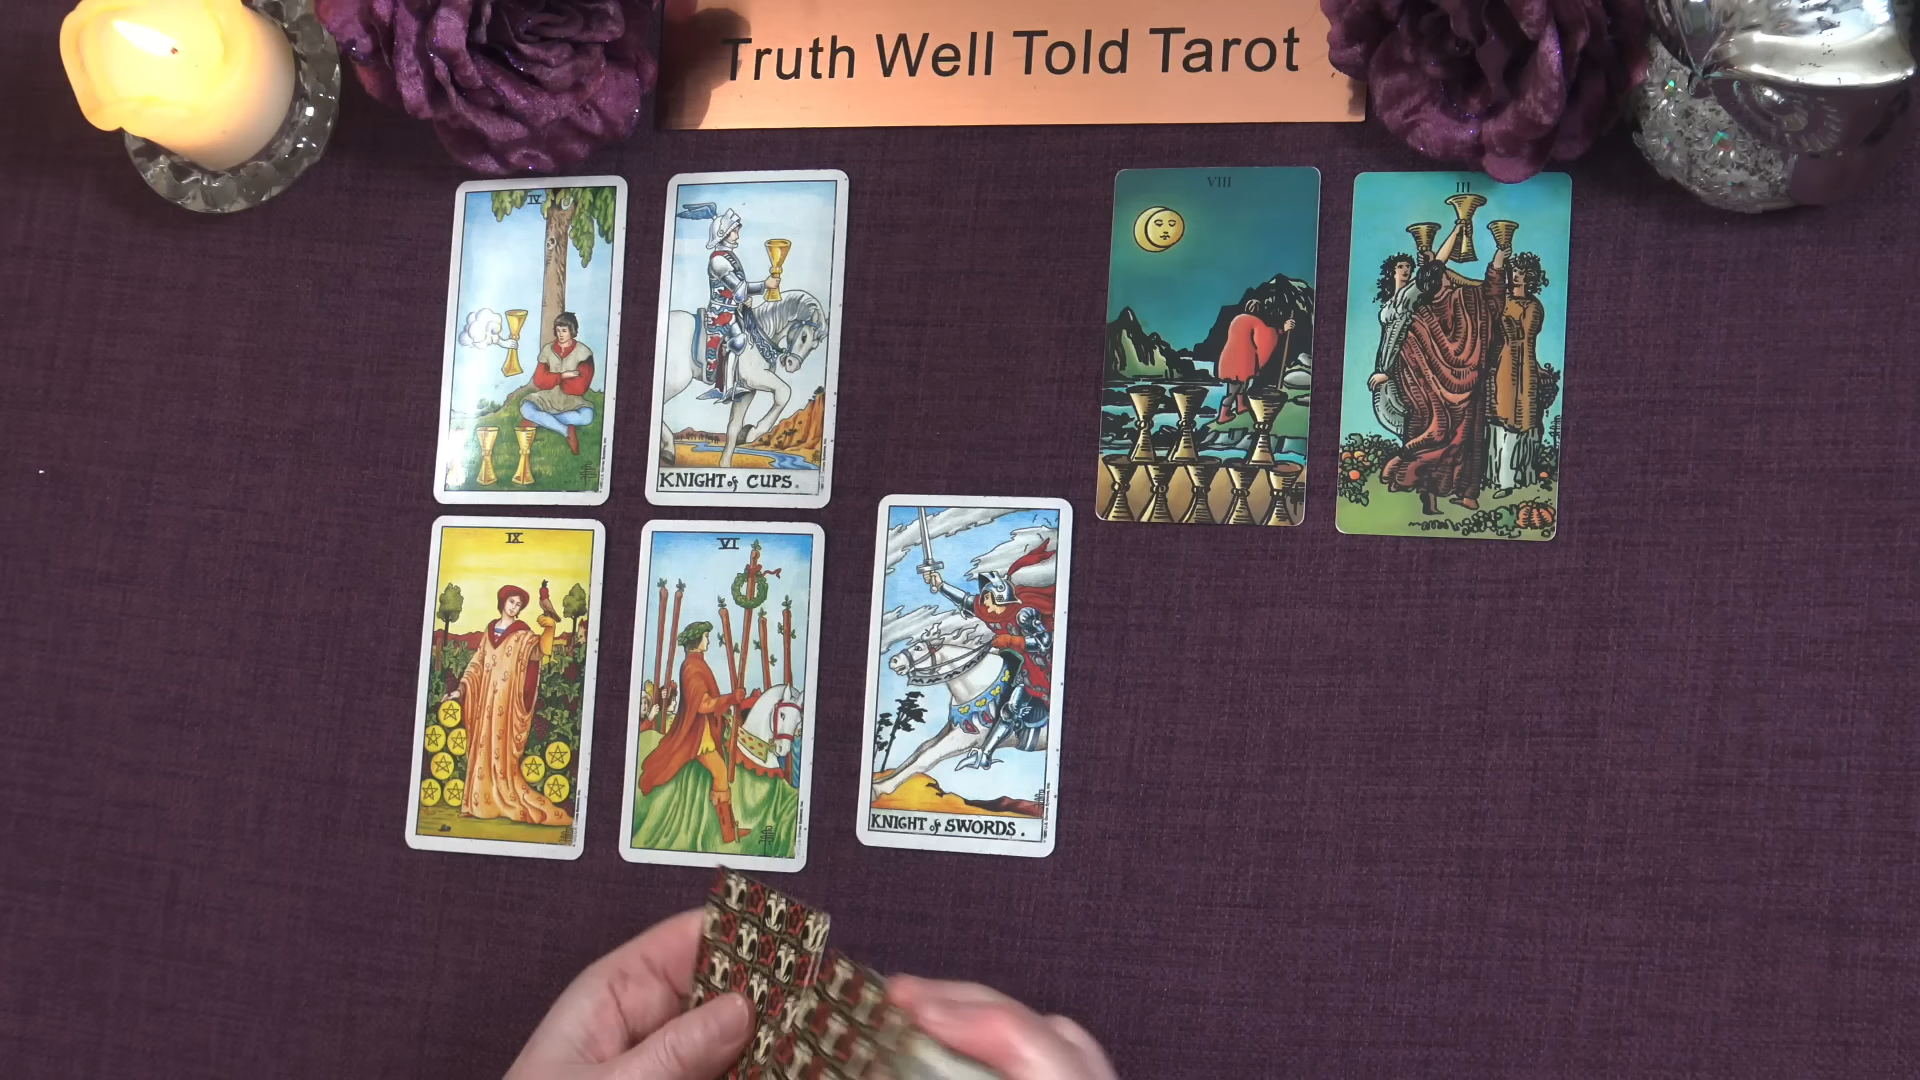 Truth Well Told Tarot
IV
KNIGHT of CUPS.
VIII
III
IX
VI
KNIGHT of SWORDS.